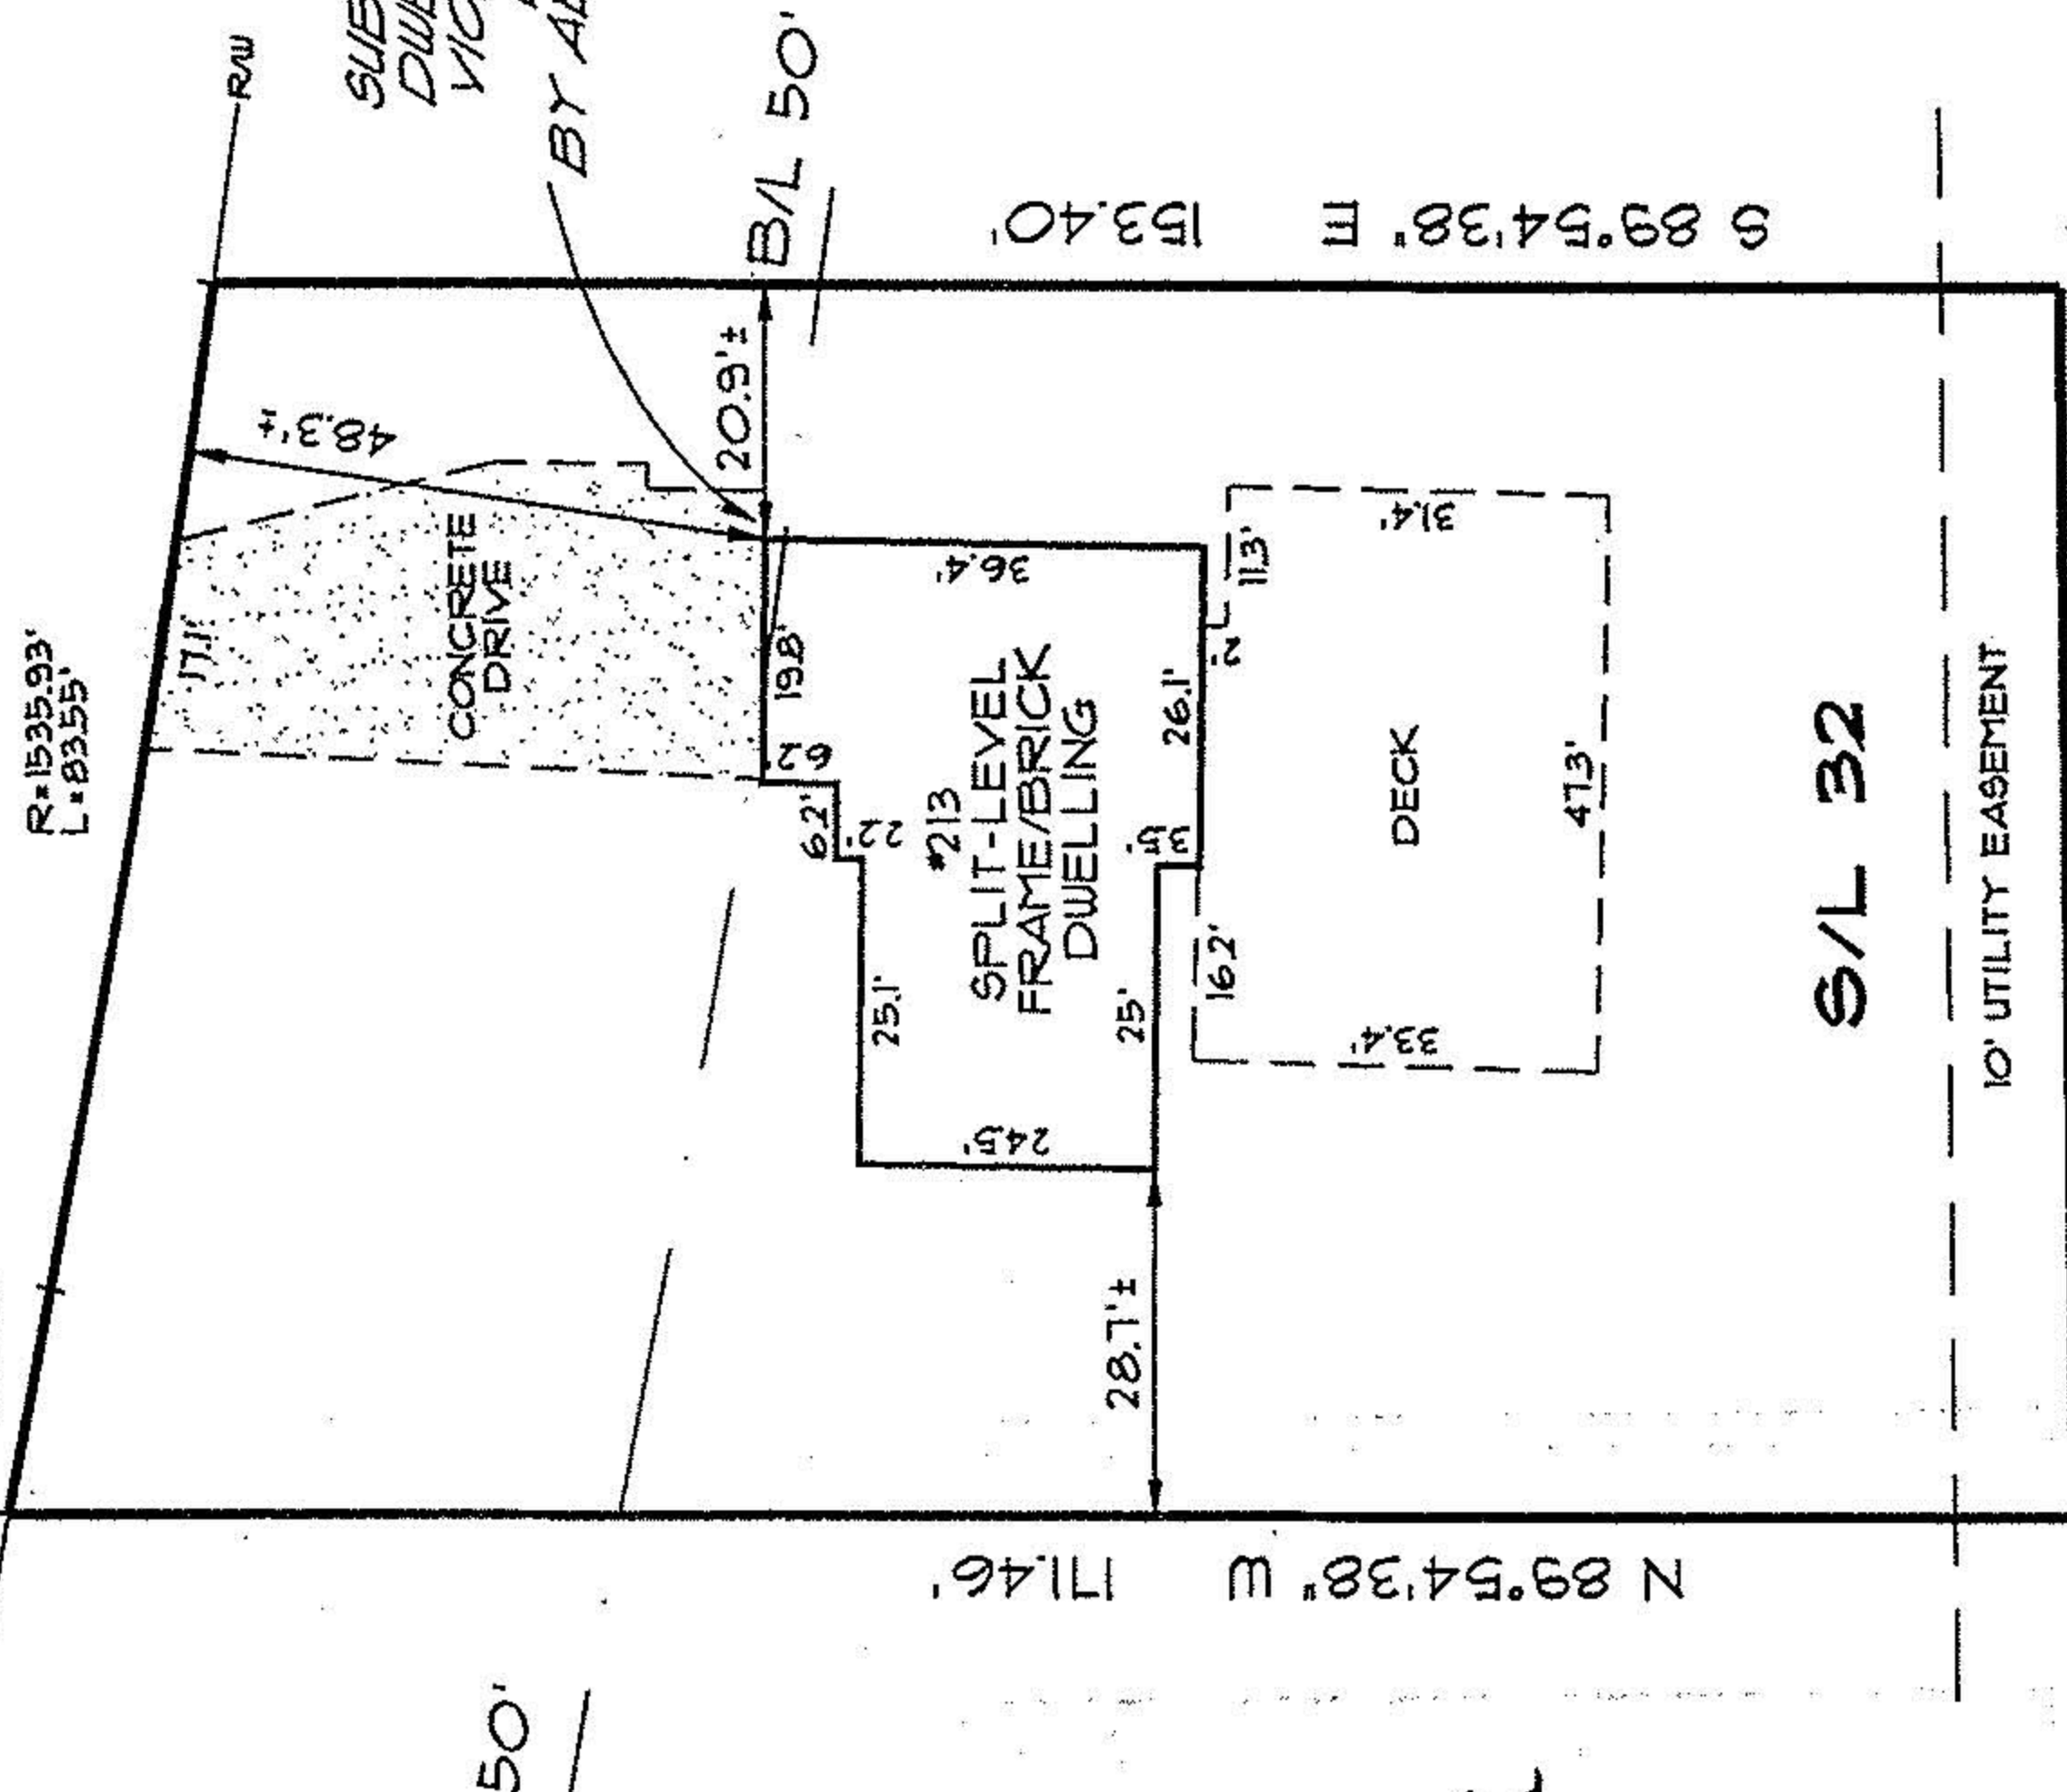 R=1535.93'
L=83.55'
R/W
SUB
DWE
VIO
BY AB
B/L 50'
48.3'±
20.9'±
17.1'
CONCRETE
DRIVE
S 89°54'38" E 153.40'
19.8'
6.2'
6.2'
2.2'
36.4'
#213
SPLIT-LEVEL
FRAME/BRICK
DWELLING
25.1'
24.5'
25'
3.5'
26.1'
2'
11.3'
31.4'
16.2'
33.4'
DECK
47.3'
28.7'±
S/L 32
10' UTILITY EASEMENT
N 89°54'38" W 171.46'
50'